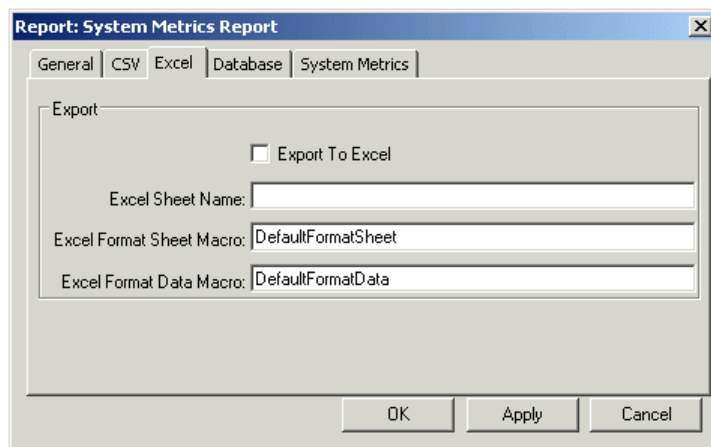 Report: System Metrics Report
General CSV Excel Database System Metrics
Export
Export To Excel
Excel Sheet Name:
Excel Format Sheet Macro: DefaultFormatSheet
Excel Format Data Macro: DefaultFormatData
OK Apply Cancel